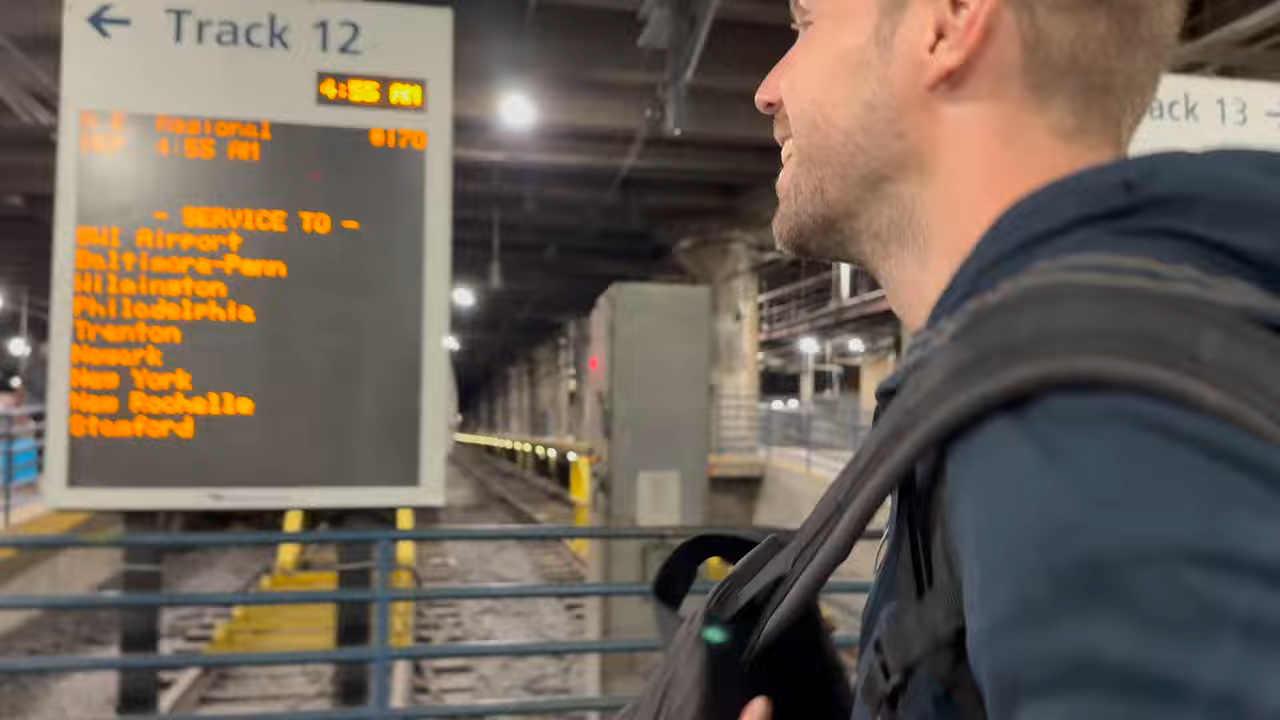 ← Track 12
4:55 AM
Regional 6170
4:55 AM
- SERVICE TO -
BWI Airport
Baltimore-Penn
Wilmington
Philadelphia
Trenton
Newark
New York
New Rochelle
Stamford
ack 13 -